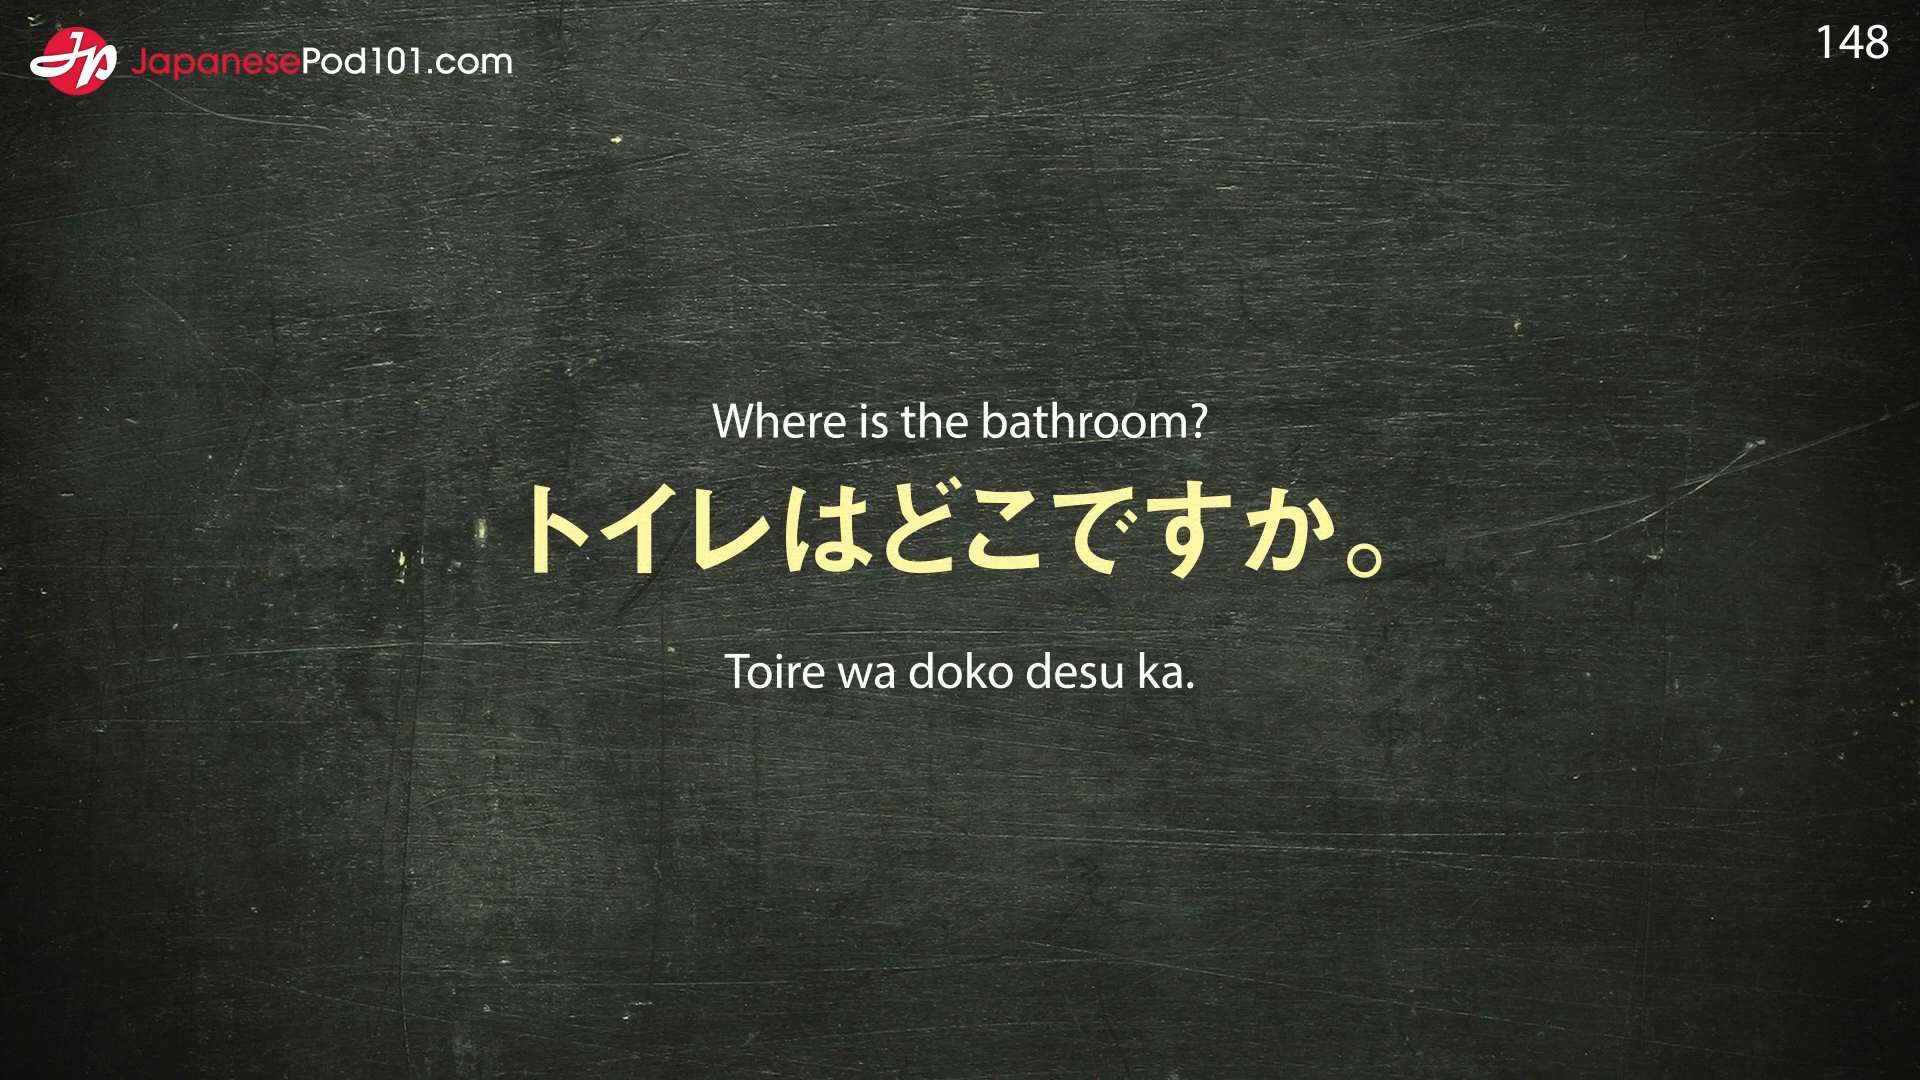 JapanesePod101.com
148
Where is the bathroom?
トイレはどこですか。
Toire wa doko desu ka.